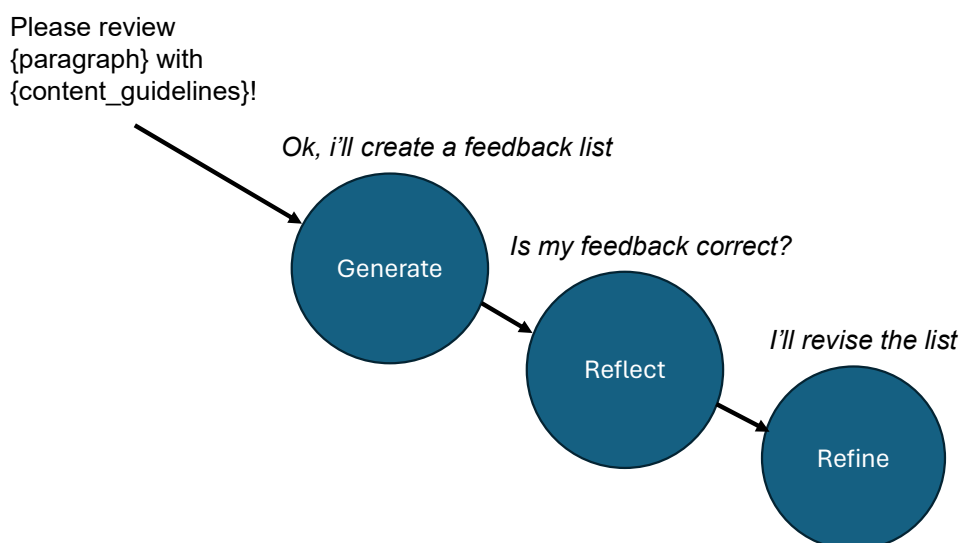 Please review
{paragraph} with
{content_guidelines}!
Ok, i'll create a feedback list
Generate
Is my feedback correct?
Reflect
I'll revise the list
Refine